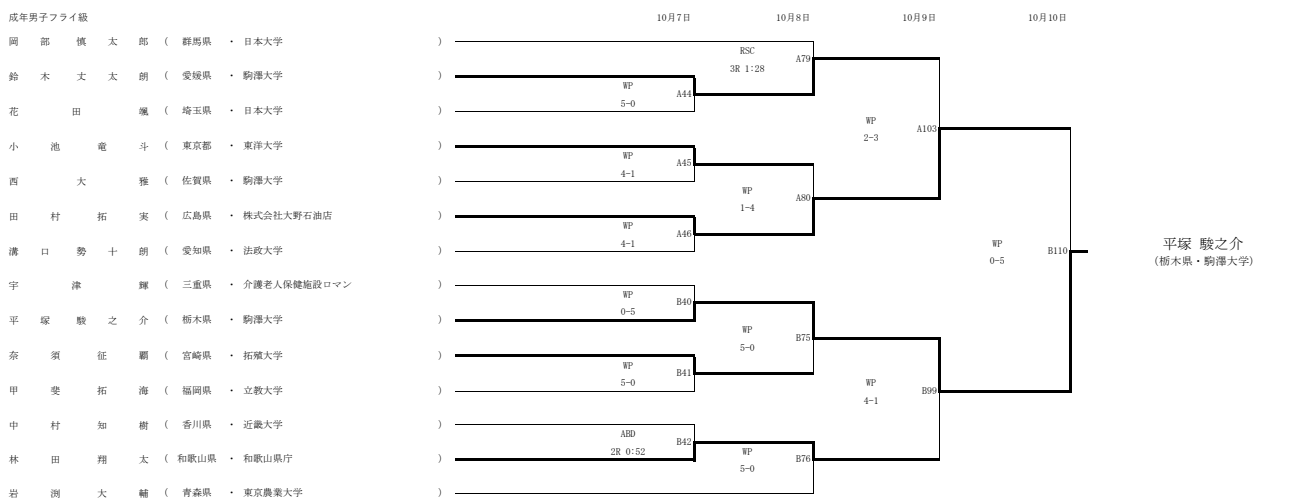 成年男子フライ級 10月7日 10月8日 10月9日 10月10日
岡部慎太郎 ( 群馬県 ・ 日本大学 )
RSC
A79
3R 1:28
鈴木丈太朗 ( 愛媛県 ・ 駒澤大学 )
WP
A44
5-0
花田颯 ( 埼玉県 ・ 日本大学 )
WP
A103
2-3
小池竜斗 ( 東京都 ・ 東洋大学 )
WP
A45
4-1
西大雅 ( 佐賀県 ・ 駒澤大学 )
WP
A80
1-4
田村拓実 ( 広島県 ・ 株式会社大野石油店 )
WP
A46
4-1
溝口勢十朗 ( 愛知県 ・ 法政大学 )
WP
B110
0-5
平塚 駿之介
(栃木県・駒澤大学)
宇津輝 ( 三重県 ・ 介護老人保健施設ロマン )
WP
B40
0-5
平塚駿之介 ( 栃木県 ・ 駒澤大学 )
WP
B75
5-0
奈須征覇 ( 宮崎県 ・ 拓殖大学 )
WP
B41
5-0
甲斐拓海 ( 福岡県 ・ 立教大学 )
WP
B99
4-1
中村知樹 ( 香川県 ・ 近畿大学 )
ABD
B42
2R 0:52
林田翔太 ( 和歌山県 ・ 和歌山県庁 )
WP
B76
5-0
岩渕大輔 ( 青森県 ・ 東京農業大学 )